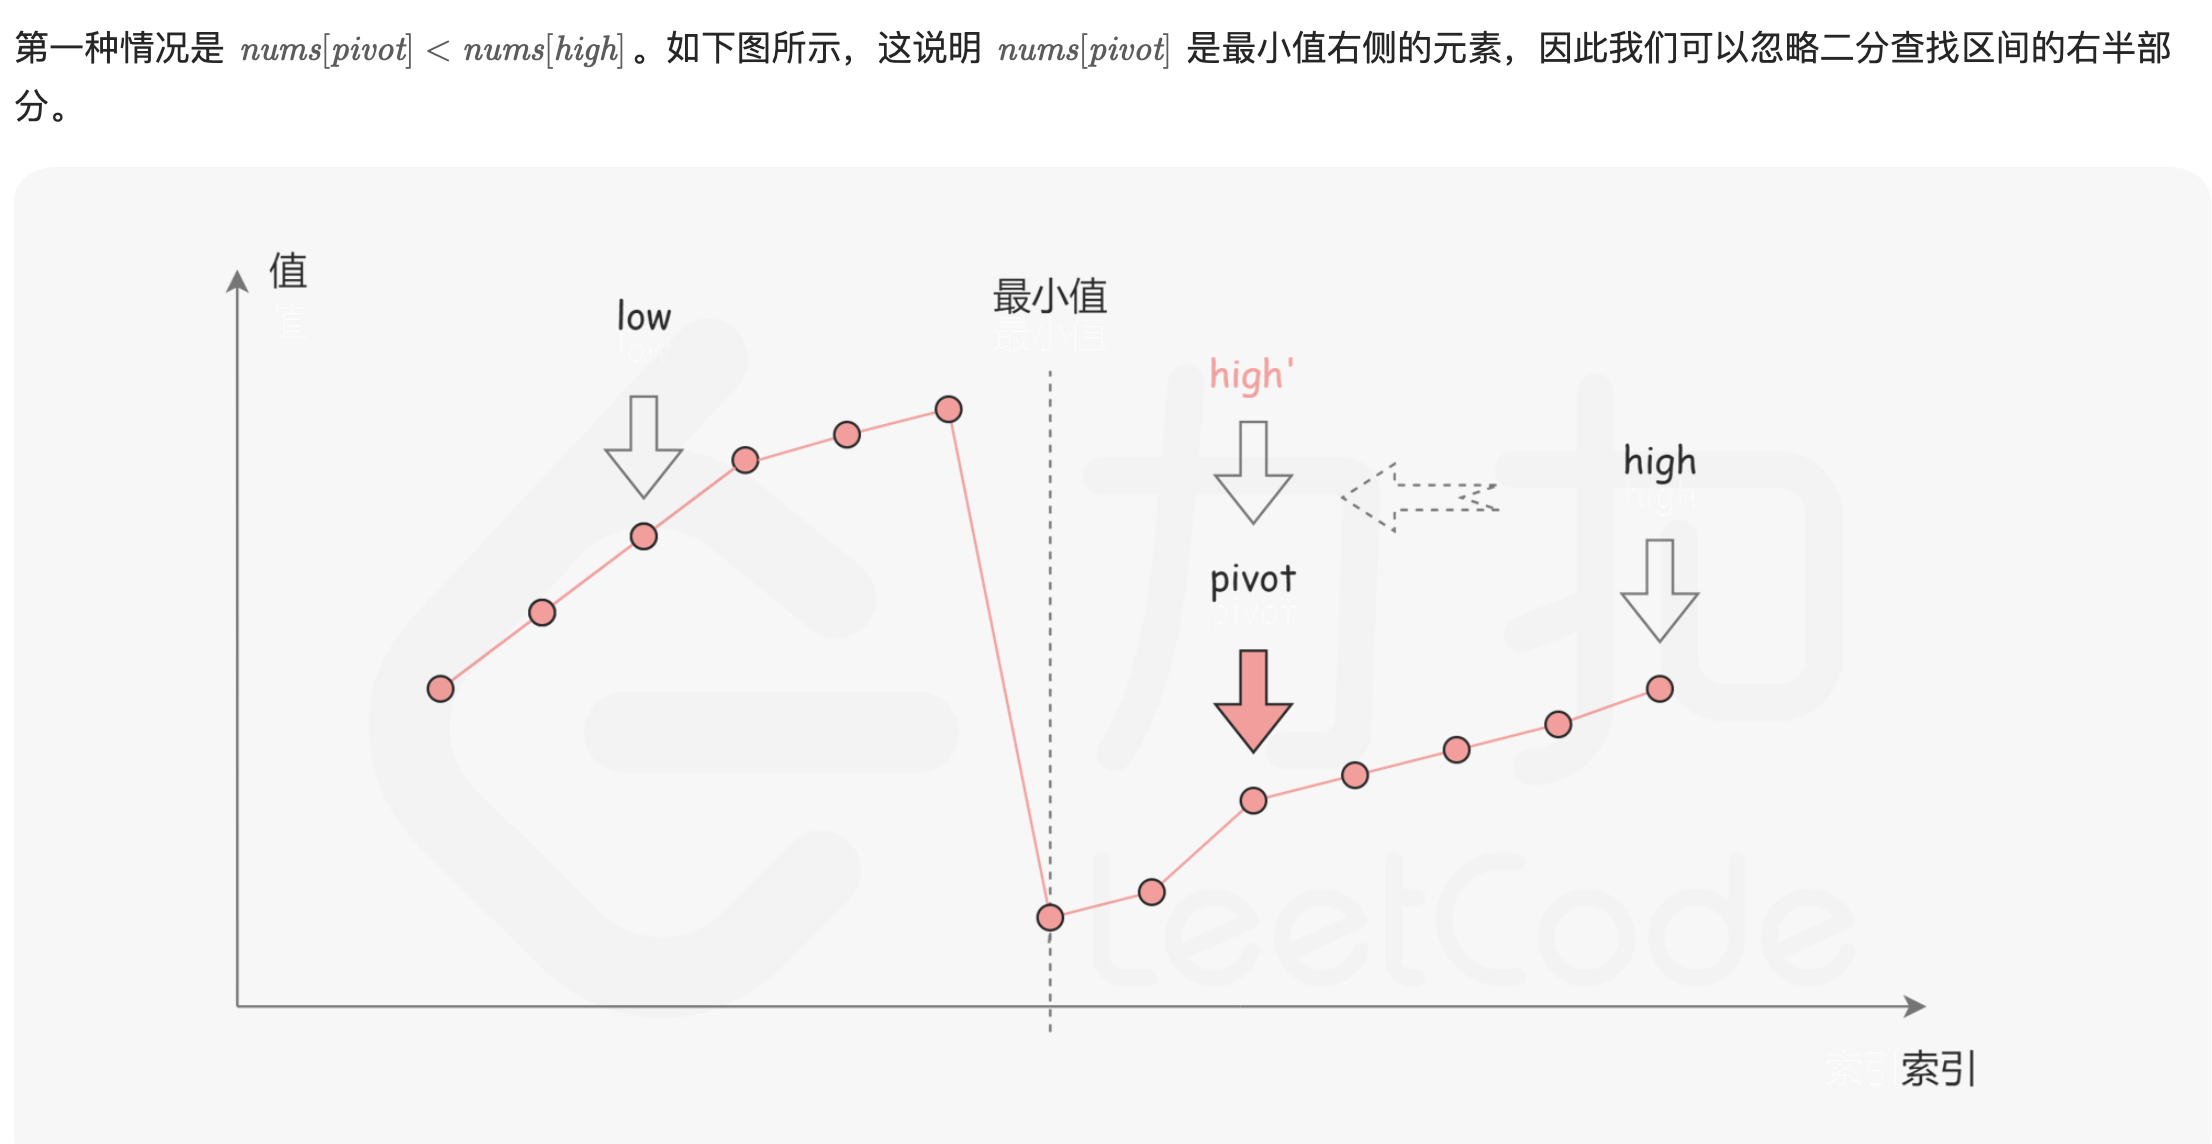 第一种情况是 nums[pivot] < nums[high]。如下图所示，这说明 nums[pivot] 是最小值右侧的元素，因此我们可以忽略二分查找区间的右半部
分。
值
最小值
low
high'
high
pivot
力扣
LeetCode
索引